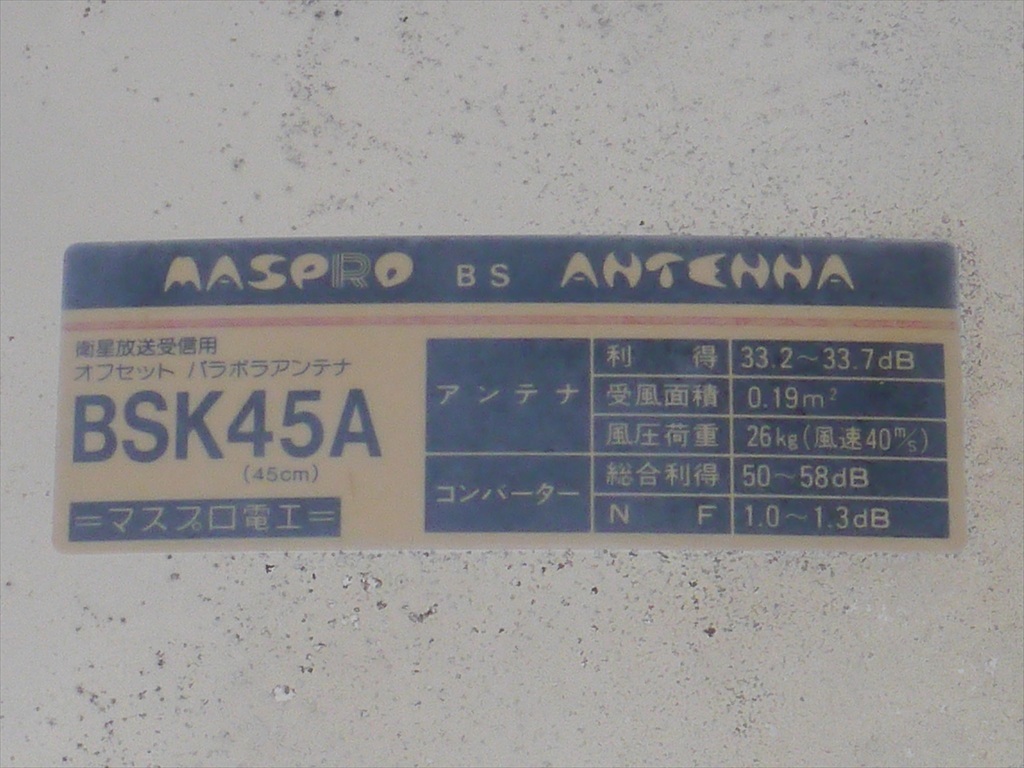 MASPRO BS ANTENNA
衛星放送受信用
オフセット パラボラアンテナ
BSK45A
(45cm)
=マスプロ電工=
アンテナ
利得 33.2~33.7dB
受風面積 0.19m²
風圧荷重 26kg(風速40m/s)
コンバーター
総合利得 50~58dB
NF 1.0~1.3dB